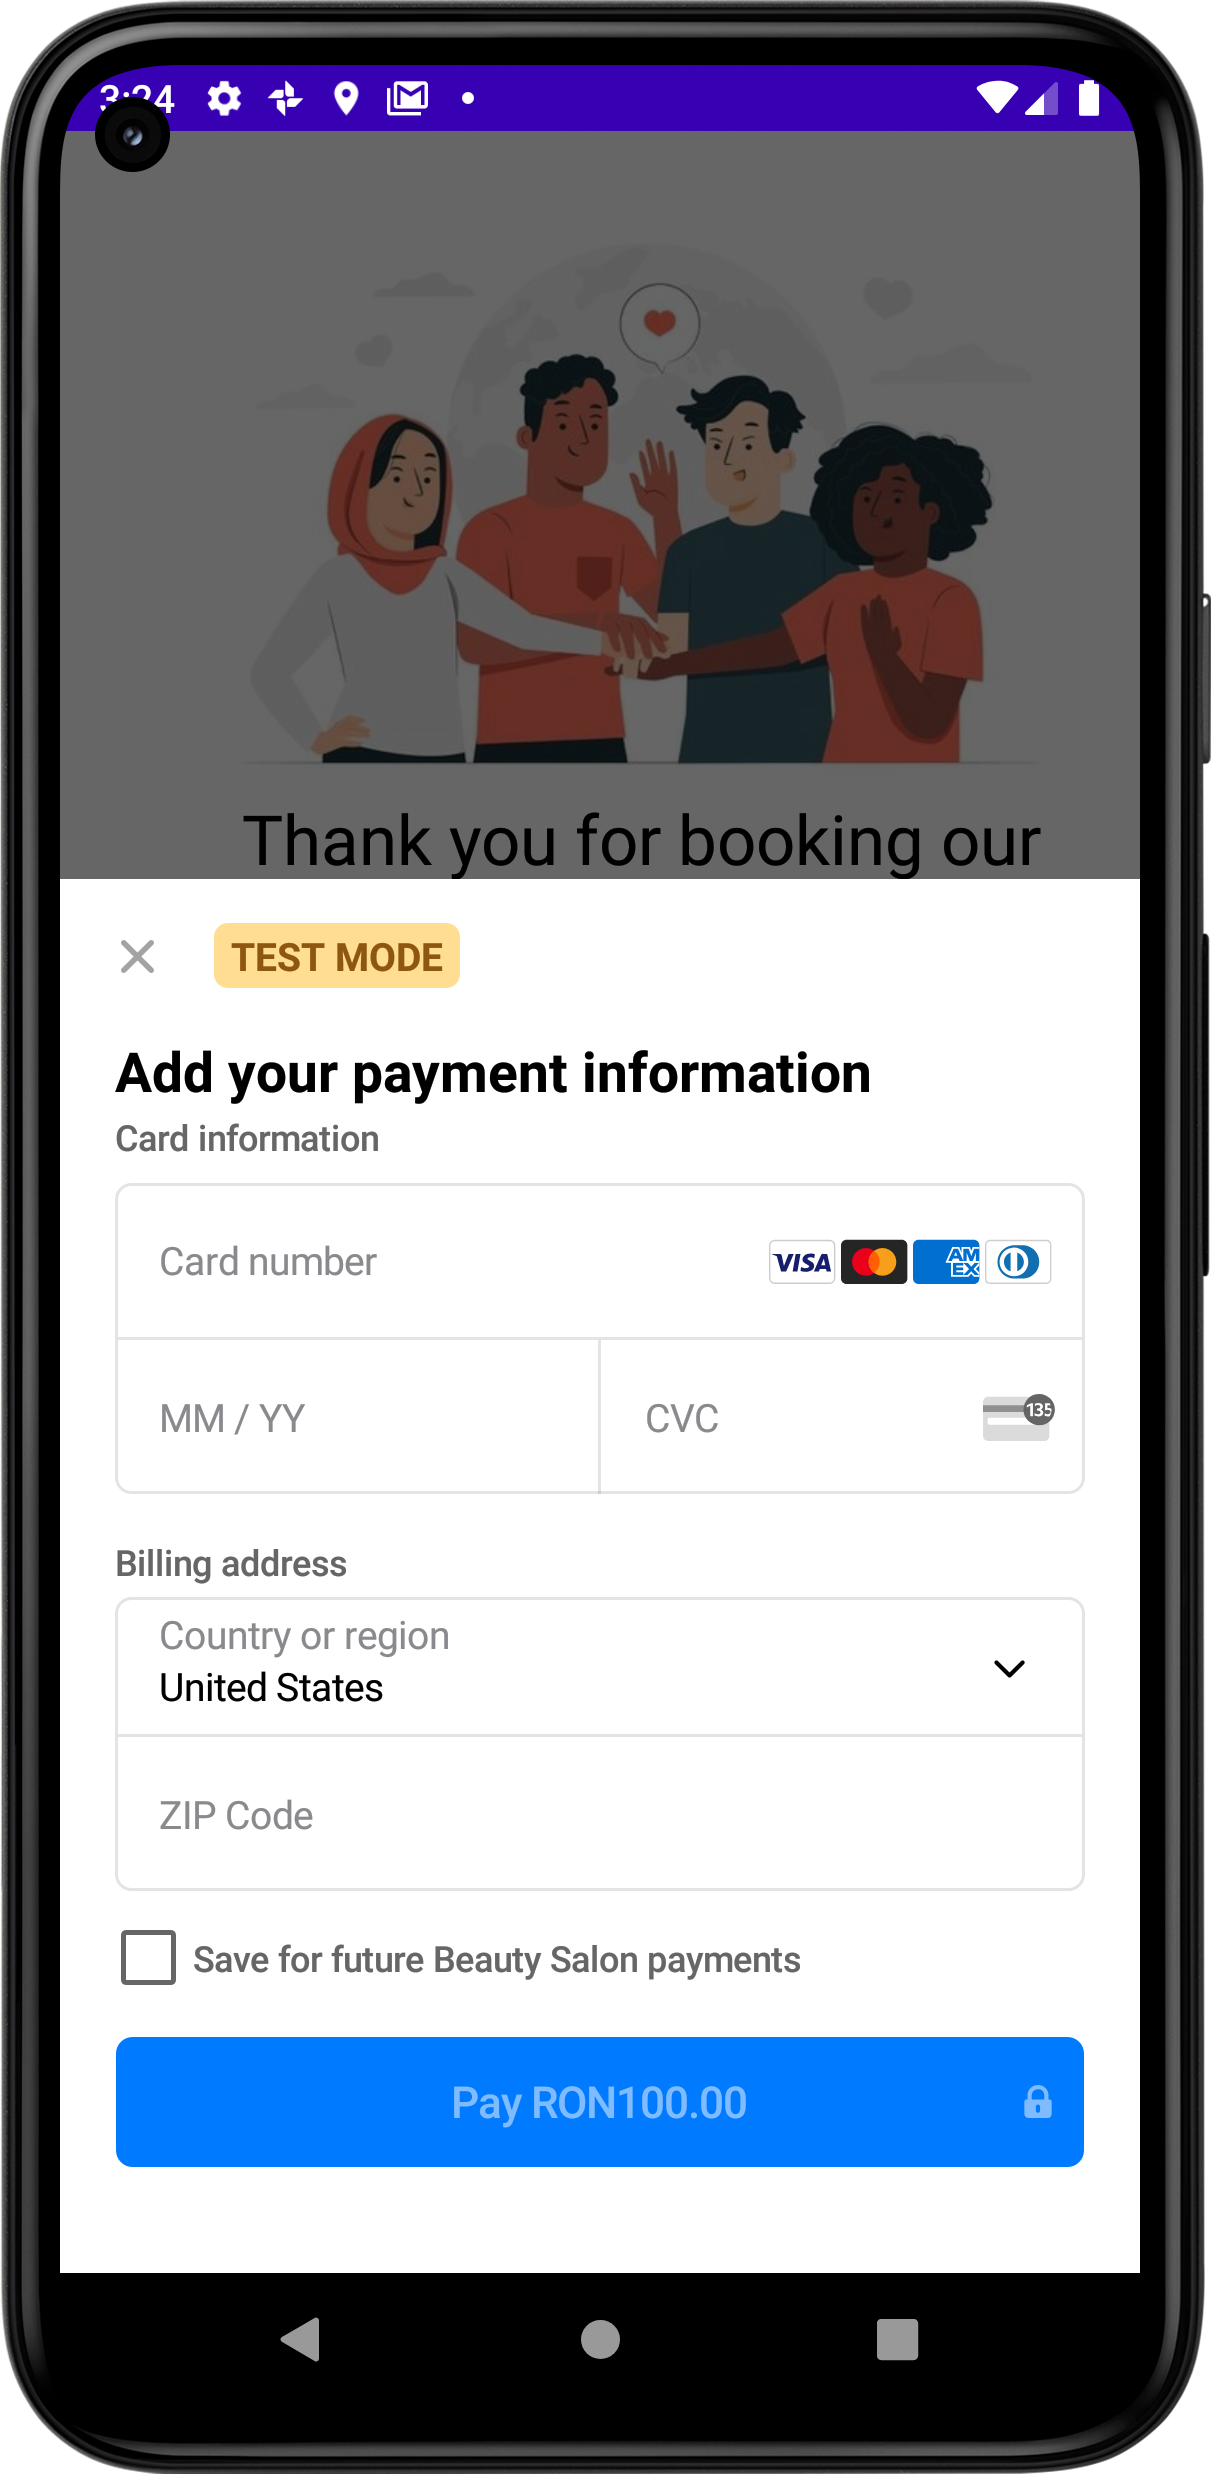 3:24
Thank you for booking our
TEST MODE
Add your payment information
Card information
Card number VISA AM EX
MM / YY CVC 135
Billing address
Country or region
United States
ZIP Code
Save for future Beauty Salon payments
Pay RON100.00